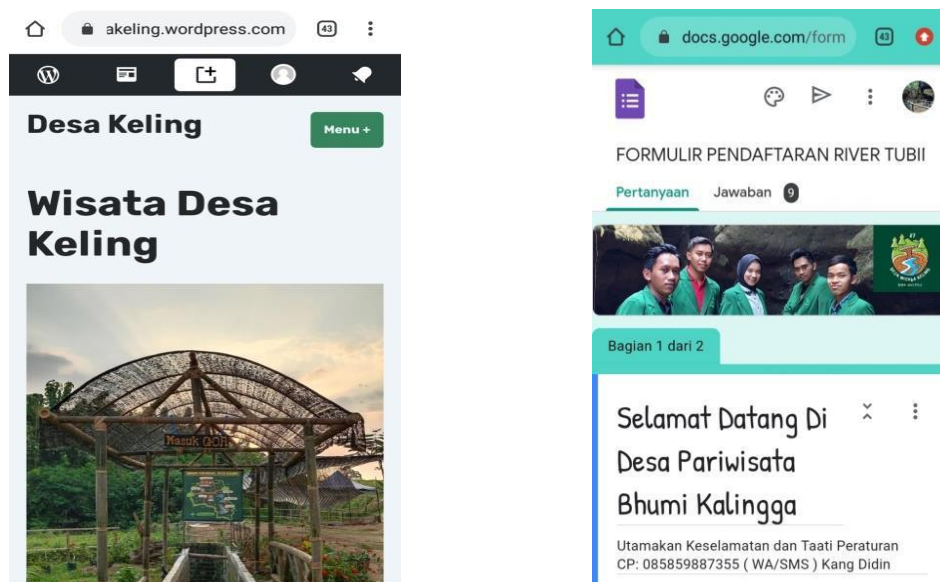 akeling.wordpress.com
43
Desa Keling
Menu +
Wisata Desa
Keling
Masuk GOA
docs.google.com/form
43
FORMULIR PENDAFTARAN RIVER TUBII
Pertanyaan
Jawaban 9
Bagian 1 dari 2
Selamat Datang Di
Desa Pariwisata
Bhumi Kalingga
Utamakan Keselamatan dan Taati Peraturan
CP: 085859887355 ( WA/SMS ) Kang Didin